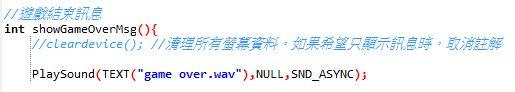 //遊戲結束訊息
int showGameOverMsg(){
//cleardevice(); //清理所有螢幕資料，如果希望只顯示訊息時，取消註解
PlaySound(TEXT("game over.wav"),NULL,SND_ASYNC);